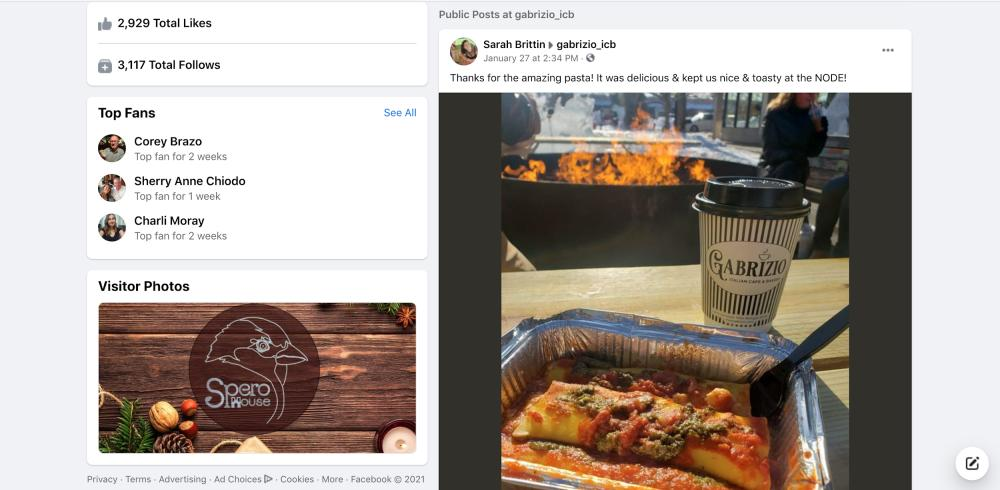 2,929 Total Likes
3,117 Total Follows
Top Fans
See All
Corey Brazo
Top fan for 2 weeks
Sherry Anne Chiodo
Top fan for 1 week
Charli Moray
Top fan for 2 weeks
Visitor Photos
Spero
House
Privacy · Terms · Advertising · Ad Choices · Cookies · More · Facebook © 2021
Public Posts at gabrizio_icb
Sarah Brittin gabrizio_icb
January 27 at 2:34 PM ·
Thanks for the amazing pasta! It was delicious & kept us nice & toasty at the NODE!
GABRIZIO
ITALIAN CAFE & BAKERY